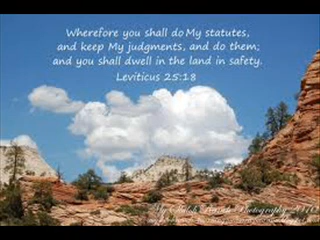 Wherefore you shall do My statutes,
and keep My judgments, and do them;
and you shall dwell in the land in safety.
Leviticus 25:18
Photography